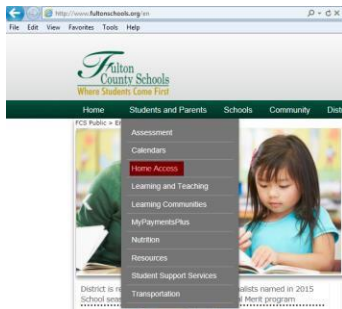 http://www.fultonschools.org/en
File Edit View Favorites Tools Help
Fulton
County Schools
Where Students Come First
Home Students and Parents Schools Community
FCS Public >
Assessment
Calendars
Home Access
Learning and Teaching
Learning Communities
MyPaymentsPlus
Nutrition
Resources
Student Support Services
Transportation
District is named in 2015
School Merit program